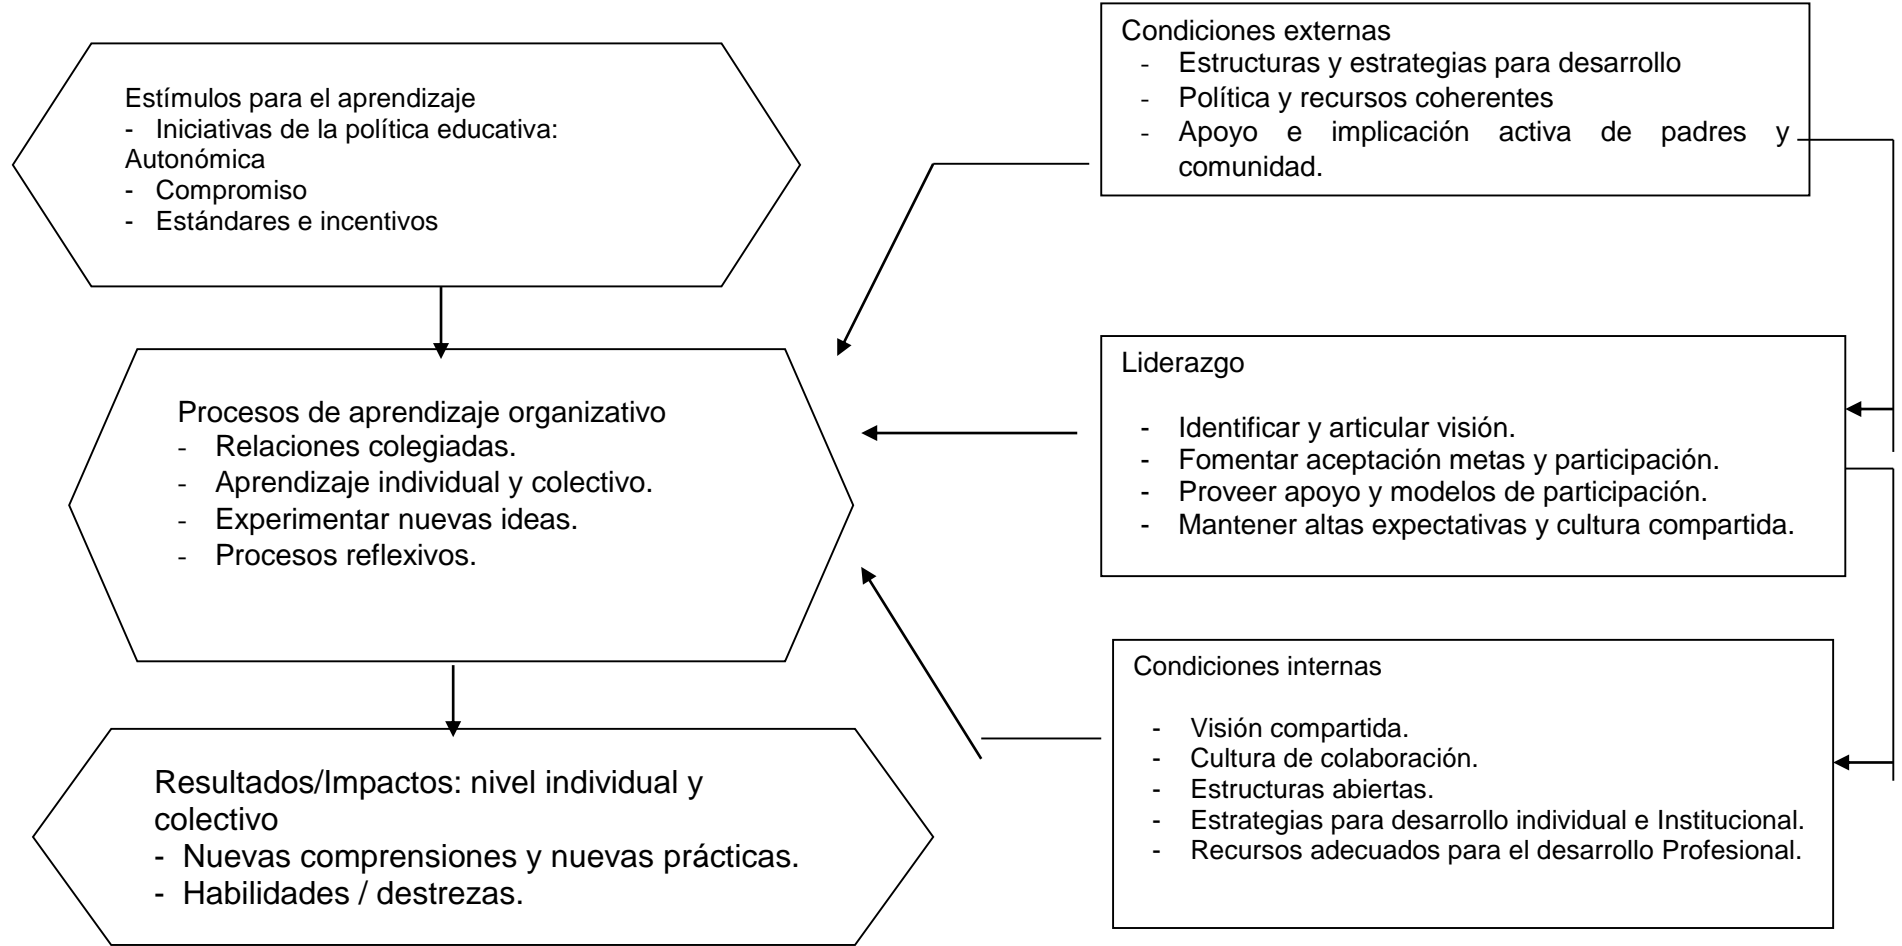 Estímulos para el aprendizaje
- Iniciativas de la política educativa:
Autonómica
- Compromiso
- Estándares e incentivos
Procesos de aprendizaje organizativo
- Relaciones colegiadas.
- Aprendizaje individual y colectivo.
- Experimentar nuevas ideas.
- Procesos reflexivos.
Resultados/Impactos: nivel individual y
colectivo
- Nuevas comprensiones y nuevas prácticas.
- Habilidades / destrezas.
Condiciones externas
- Estructuras y estrategias para desarrollo
- Política y recursos coherentes
- Apoyo e implicación activa de padres y
comunidad.
Liderazgo
- Identificar y articular visión.
- Fomentar aceptación metas y participación.
- Proveer apoyo y modelos de participación.
- Mantener altas expectativas y cultura compartida.
Condiciones internas
- Visión compartida.
- Cultura de colaboración.
- Estructuras abiertas.
- Estrategias para desarrollo individual e Institucional.
- Recursos adecuados para el desarrollo Profesional.